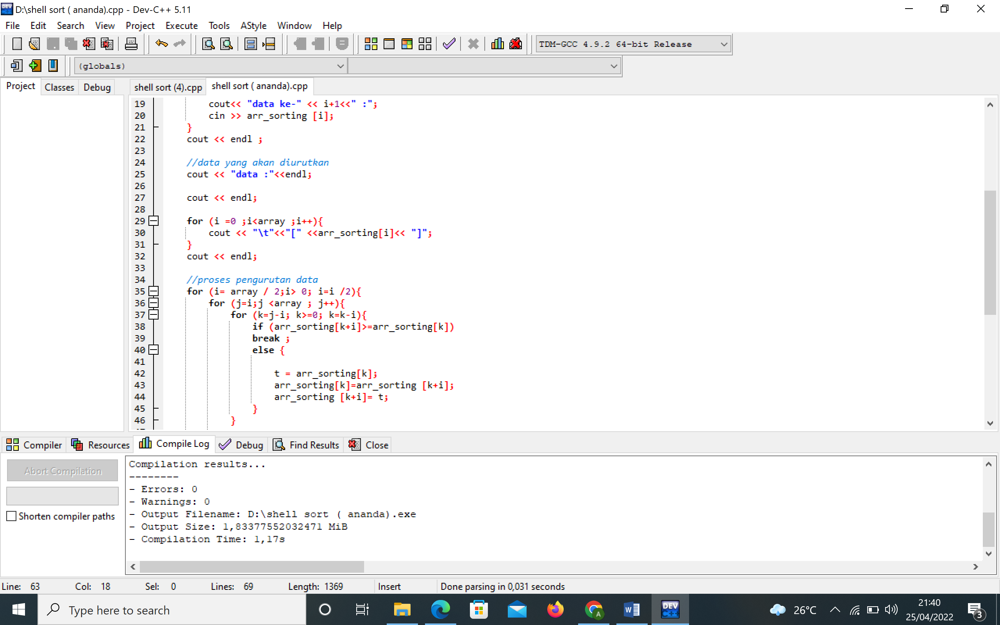 D:\shell sort ( ananda).cpp - Dev-C++ 5.11
File Edit Search View Project Execute Tools AStyle Window Help
TDM-GCC 4.9.2 64-bit Release
(globals)
Project Classes Debug shell sort (4).cpp shell sort ( ananda).cpp
19 cout<< "data ke-" << i+1<<" :";
20 cin >> arr_sorting [i];
21 }
22 cout << endl ;
23
24 //data yang akan diurutkan
25 cout << "data :"<<endl;
26
27 cout << endl;
28
29 for (i =0 ;i<array ;i++){
30 cout << "\t"<<"[" <<arr_sorting[i]<< "]";
31 }
32 cout << endl;
33
34 //proses pengurutan data
35 for (i= array / 2;i> 0; i=i /2){
36 for (j=i;j <array ; j++){
37 for (k=j-i; k>=0; k=k-i){
38 if (arr_sorting[k+i]>=arr_sorting[k])
39 break ;
40 else {
41
42 t = arr_sorting[k];
43 arr_sorting[k]=arr_sorting [k+i];
44 arr_sorting [k+i]= t;
45 }
46 }
Compiler Resources Compile Log Debug Find Results Close
Abort Compilation
Shorten compiler paths
Compilation results...
--------
- Errors: 0
- Warnings: 0
- Output Filename: D:\shell sort ( ananda).exe
- Output Size: 1,83377552032471 MiB
- Compilation Time: 1,17s
Line: 63 Col: 18 Sel: 0 Lines: 69 Length: 1369 Insert Done parsing in 0,031 seconds
Type here to search
DEV C++
26°C
21:40
25/04/2022
3